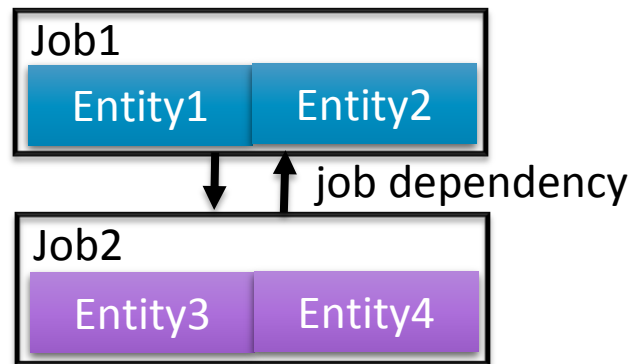 Job1
Entity1 Entity2
job dependency
Job2
Entity3 Entity4